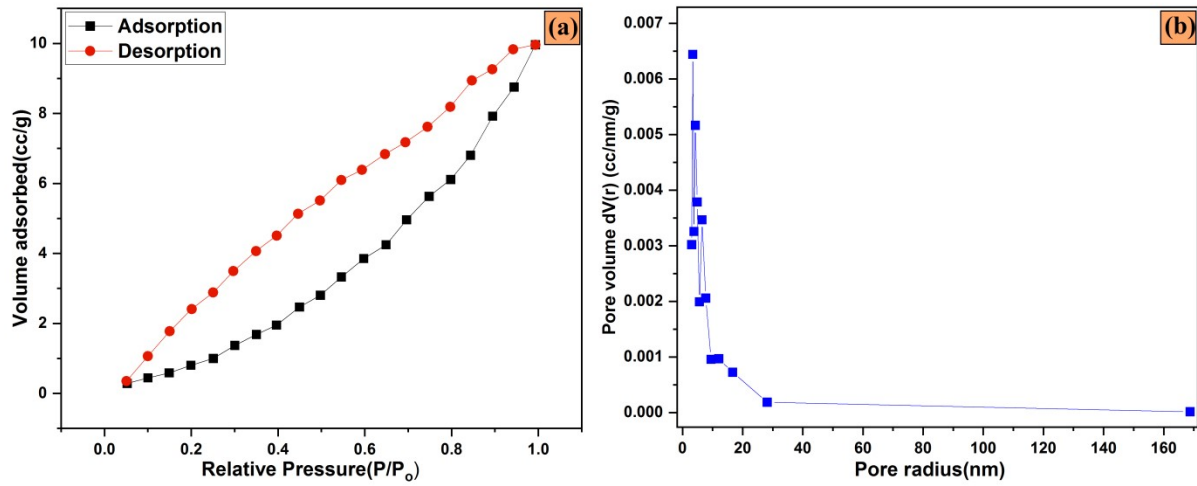 Adsorption
Desorption
(a)
10
8
6
4
2
0
Volume adsorbed(cc/g)
0.0 0.2 0.4 0.6 0.8 1.0
Relative Pressure(P/Pₒ)
(b)
0.007
0.006
0.005
0.004
0.003
0.002
0.001
0.000
Pore volume dV(r) (cc/nm/g)
0 20 40 60 80 100 120 140 160
Pore radius(nm)